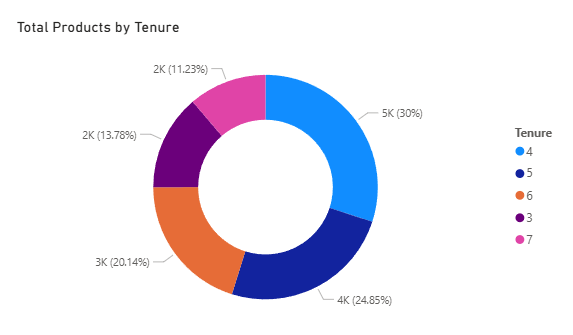 Total Products by Tenure
2K (11.23%)
5K (30%)
2K (13.78%)
3K (20.14%)
4K (24.85%)
Tenure
4
5
6
3
7